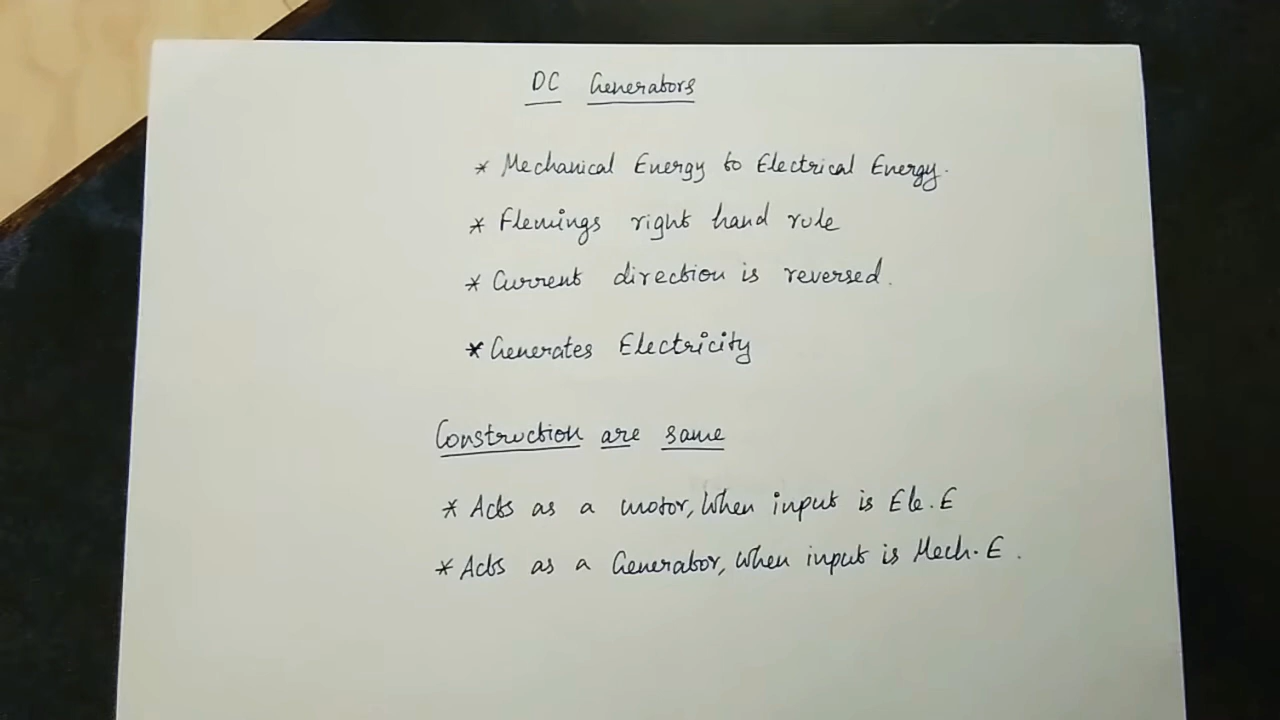 DC Generators
* Mechanical Energy to Electrical Energy.
* Flemings right hand rule
* Current direction is reversed.
* Generates Electricity
Construction are same
* Acts as a motor, When input is Ele. E
* Acts as a Generator, When input is Mech. E.